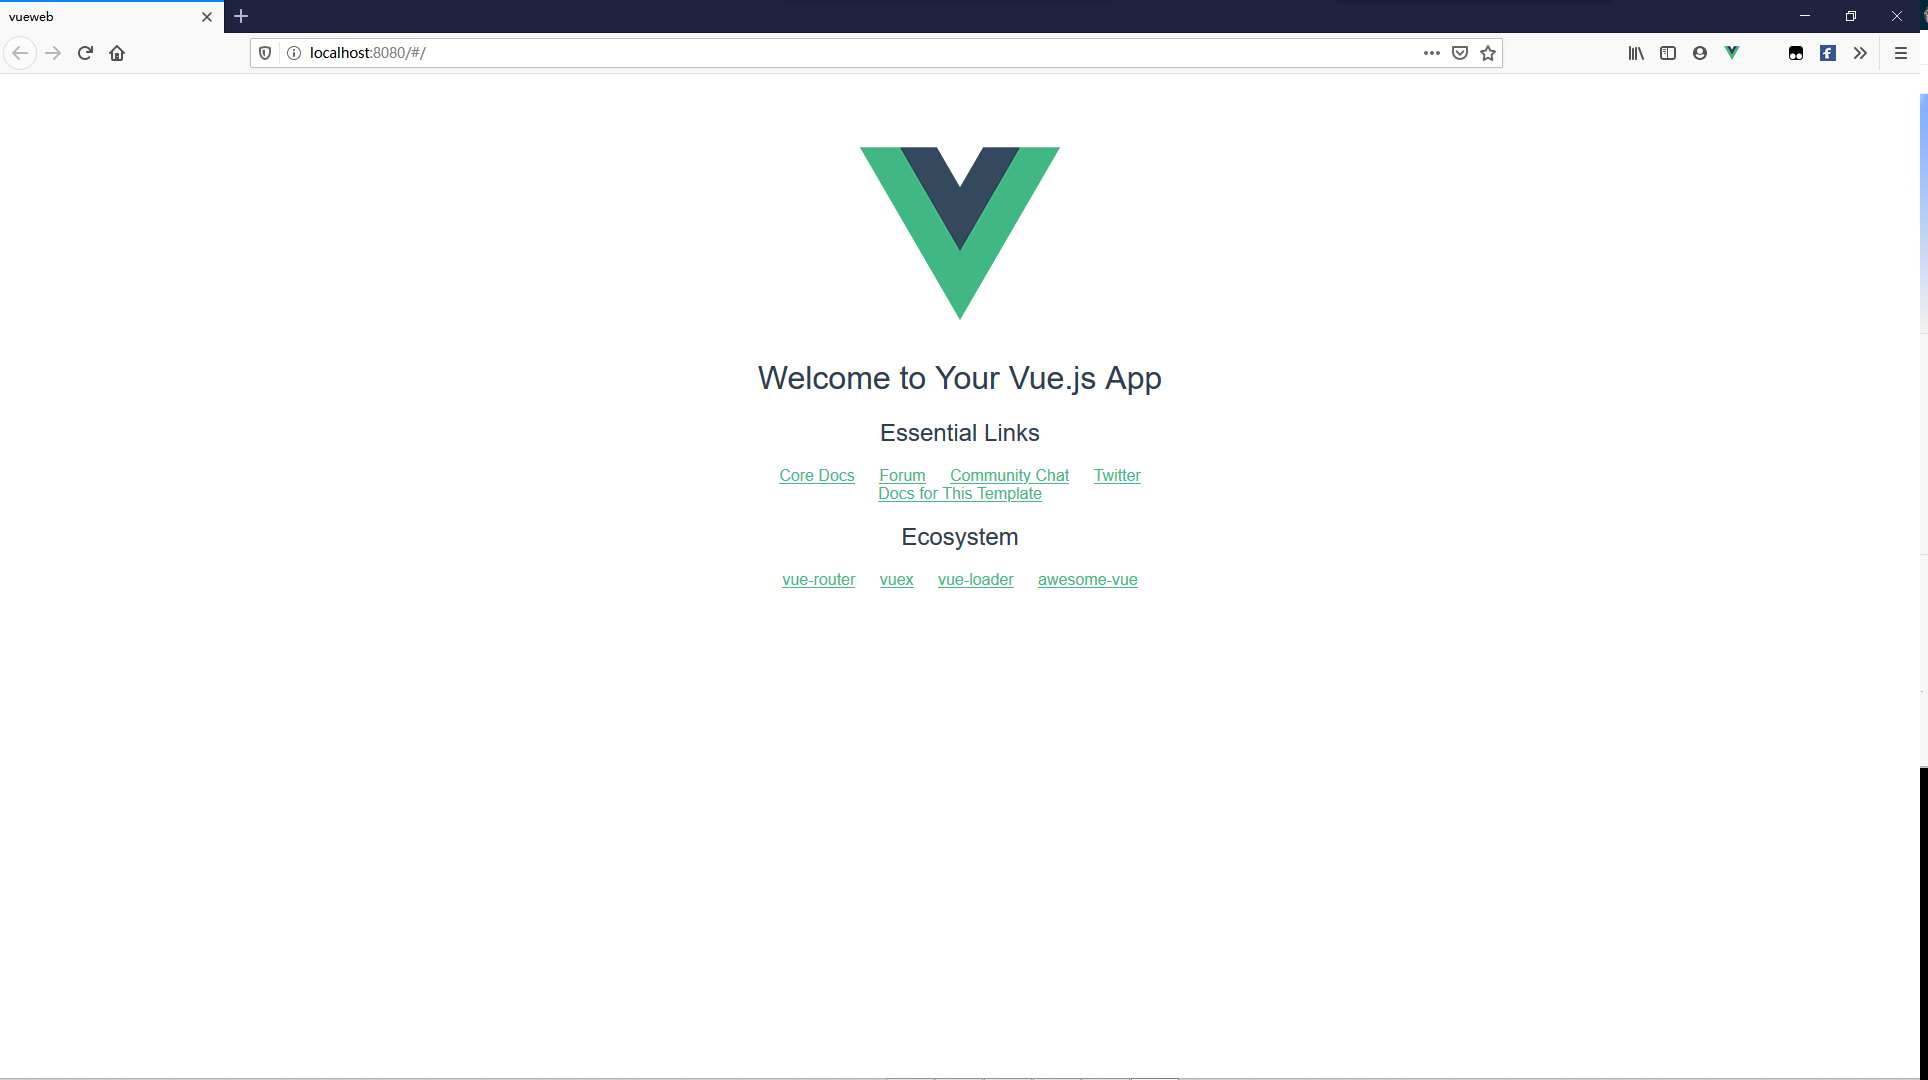 vueweb
localhost:8080/#/
Welcome to Your Vue.js App
Essential Links
Core Docs Forum Community Chat Twitter
Docs for This Template
Ecosystem
vue-router vuex vue-loader awesome-vue